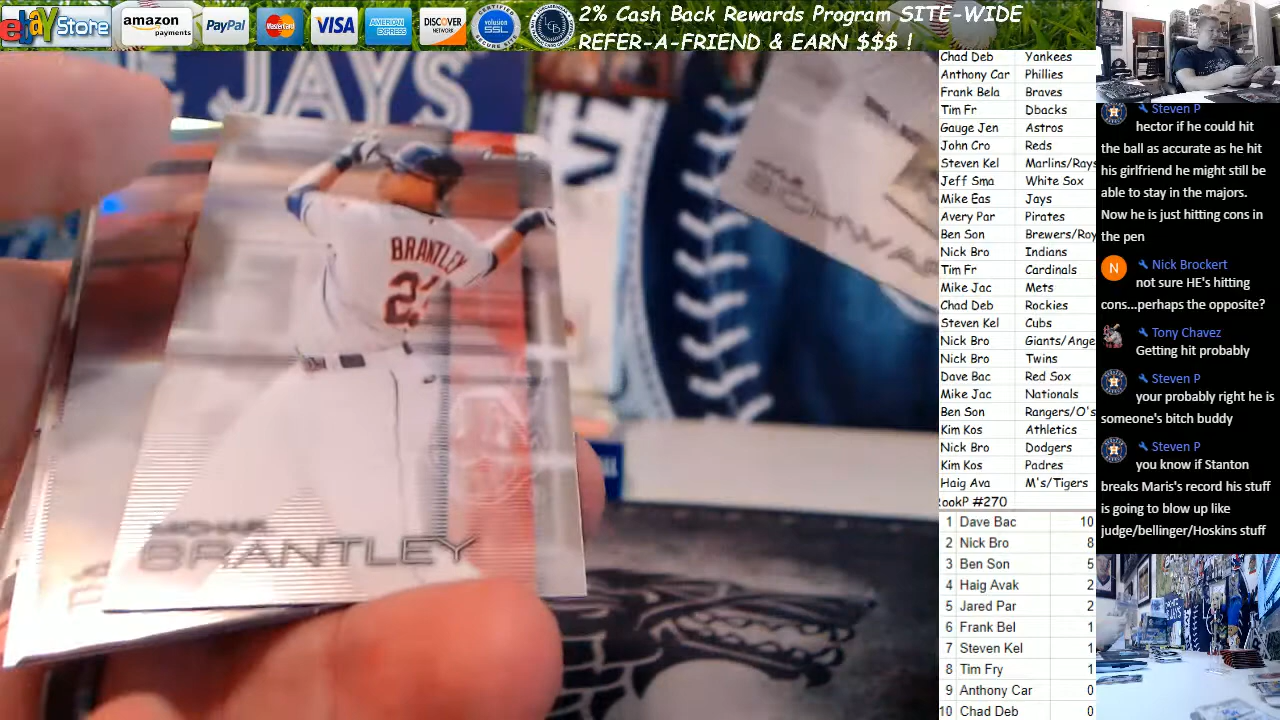 ebay Store
amazon
payments
PayPal
MasterCard
VISA
AMERICAN
EXPRESS
DISCOVER
NETWORK
CERTIFIED
volusion
SSL
SECURE
2% Cash Back Rewards Program SITE-WIDE
REFER-A-FRIEND & EARN $$$ !
JAYS
BRANTLEY
BRANTLEY
Chad Deb Yankees
Anthony Car Phillies
Frank Bela Braves
Tim Fr Dbacks
Gauge Jen Astros
John Cro Reds
Steven Kel Marlins/Rays
Jeff Sma White Sox
Mike Eas Jays
Avery Par Pirates
Ben Son Brewers/Roy
Nick Bro Indians
Tim Fr Cardinals
Mike Jac Mets
Chad Deb Rockies
Steven Kel Cubs
Nick Bro Giants/Ange
Nick Bro Twins
Dave Bac Red Sox
Mike Jac Nationals
Ben Son Rangers/O's
Kim Kos Athletics
Nick Bro Dodgers
Kim Kos Padres
Haig Ava M's/Tigers
RookP #270
1 Dave Bac 10
2 Nick Bro 8
3 Ben Son 5
4 Haig Avak 2
5 Jared Par 2
6 Frank Bel 1
7 Steven Kel 1
8 Tim Fry 1
9 Anthony Car 0
10 Chad Deb 0
Steven P
hector if he could hit
the ball as accurate as he hit
his girlfriend he might still be
able to stay in the majors.
Now he is just hitting cons in
the pen
N Nick Brockert
not sure HE's hitting
cons...perhaps the opposite?
Tony Chavez
Getting hit probably
Steven P
Your probably right he is
someone's bitch buddy
Steven P
you know if Stanton
breaks Maris's record his stuff
is going to blow up like
judge/bellinger/Hoskins stuff